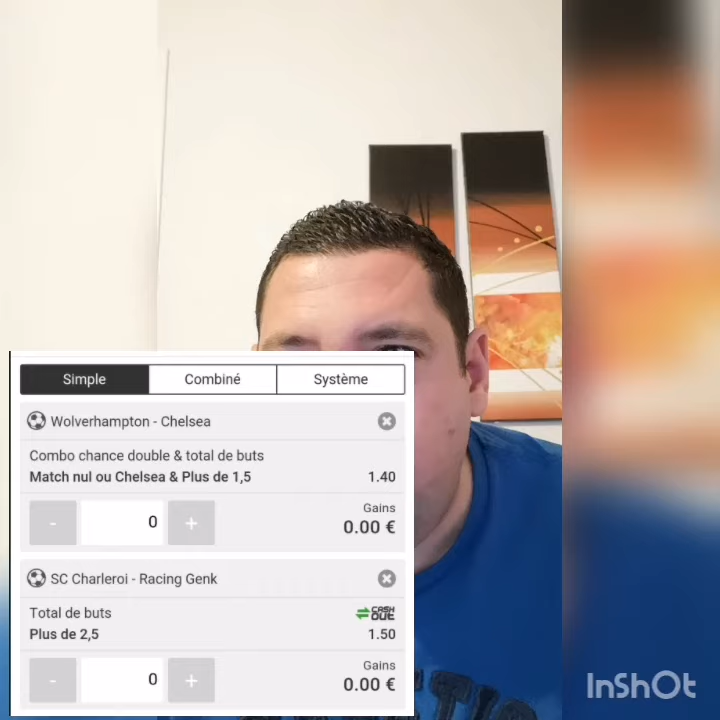 Simple Combiné Système
Wolverhampton - Chelsea
Combo chance double & total de buts
Match nul ou Chelsea & Plus de 1,5 1.40
Gains
- 0 + 0.00 €
SC Charleroi - Racing Genk
Total de buts CASH OUT
Plus de 2,5 1.50
Gains
- 0 + 0.00 €
InShOt